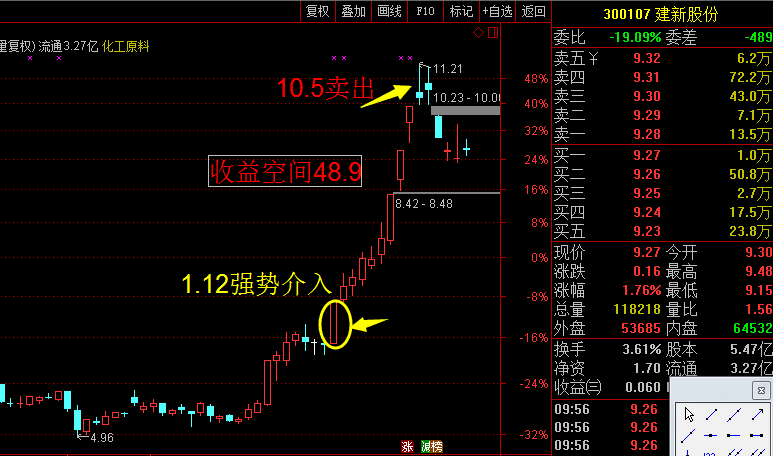 复权 叠加 画线 F10 标记 +自选 返回
300107 建新股份
量复权) 流通3.27亿 化工原料
11.21
10.5卖出
10.23 - 10.0
收益空间48.9
8.42 - 8.48
1.12强势介入
4.96
涨 榜
48%
40%
32%
24%
16%
8%
0%
-8%
-16%
-24%
-32%
委比 -19.09% 委差 -489
卖五¥ 9.32 6.2万
卖四 9.31 72.2万
卖三 9.30 43.0万
卖二 9.29 7.1万
卖一 9.28 13.5万
买一 9.27 1.0万
买二 9.26 50.8万
买三 9.25 2.7万
买四 9.24 17.5万
买五 9.23 23.8万
现价 9.27 今开 9.30
涨跌 0.16 最高 9.48
涨幅 1.76% 最低 9.15
总量 118218 量比 1.56
外盘 53685 内盘 64532
换手 3.61% 股本 5.47亿
净资 1.70 流通 3.27亿
收益㈢ 0.060
09:56 9.26
09:56 9.26
09:56 9.26